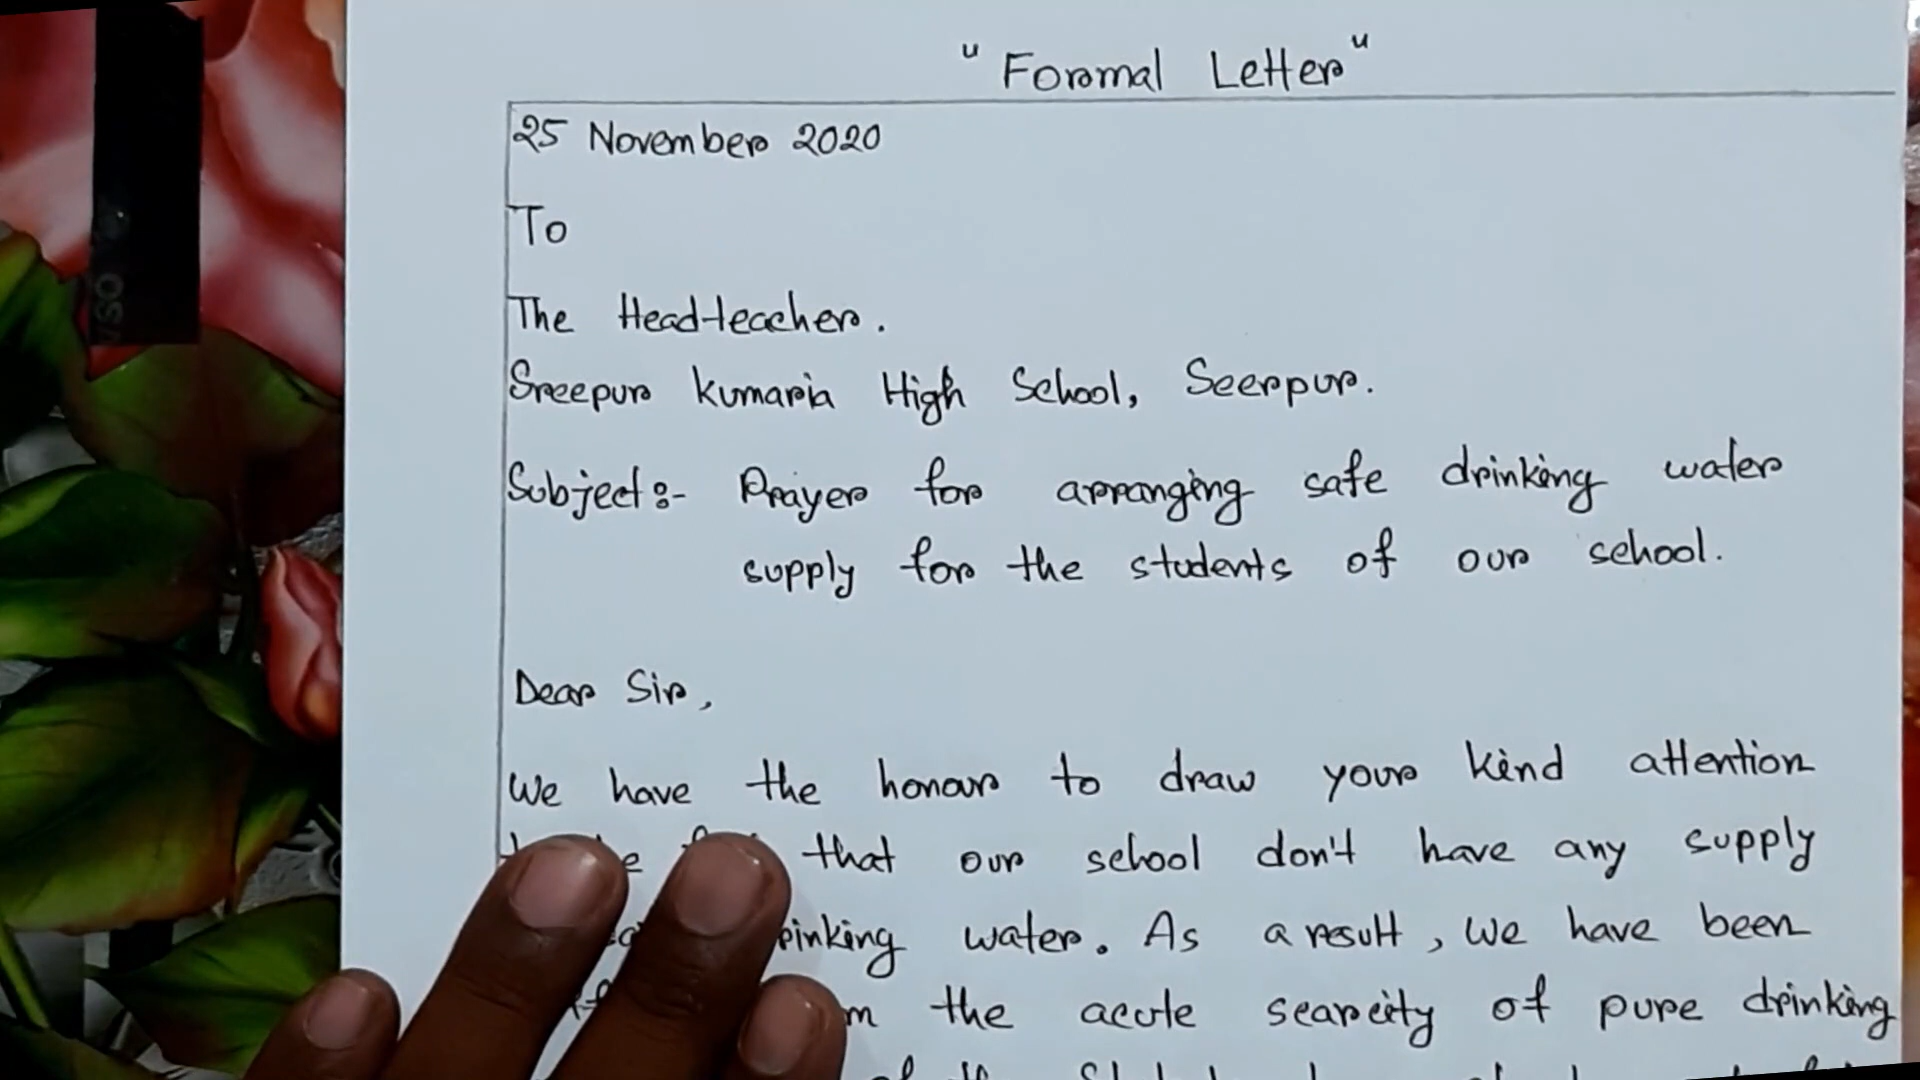 "Formal Letter"
25 November 2020
To
The Headteacher.
Sreepur Kumaria High School, Seerpur.
Subject:- Prayer for arranging safe drinking water
supply for the students of our school.
Dear Sir,
We have the honour to draw your kind attention
that our school don't have any supply
water. As a result, we have been
the acute scarcity of pure drinking